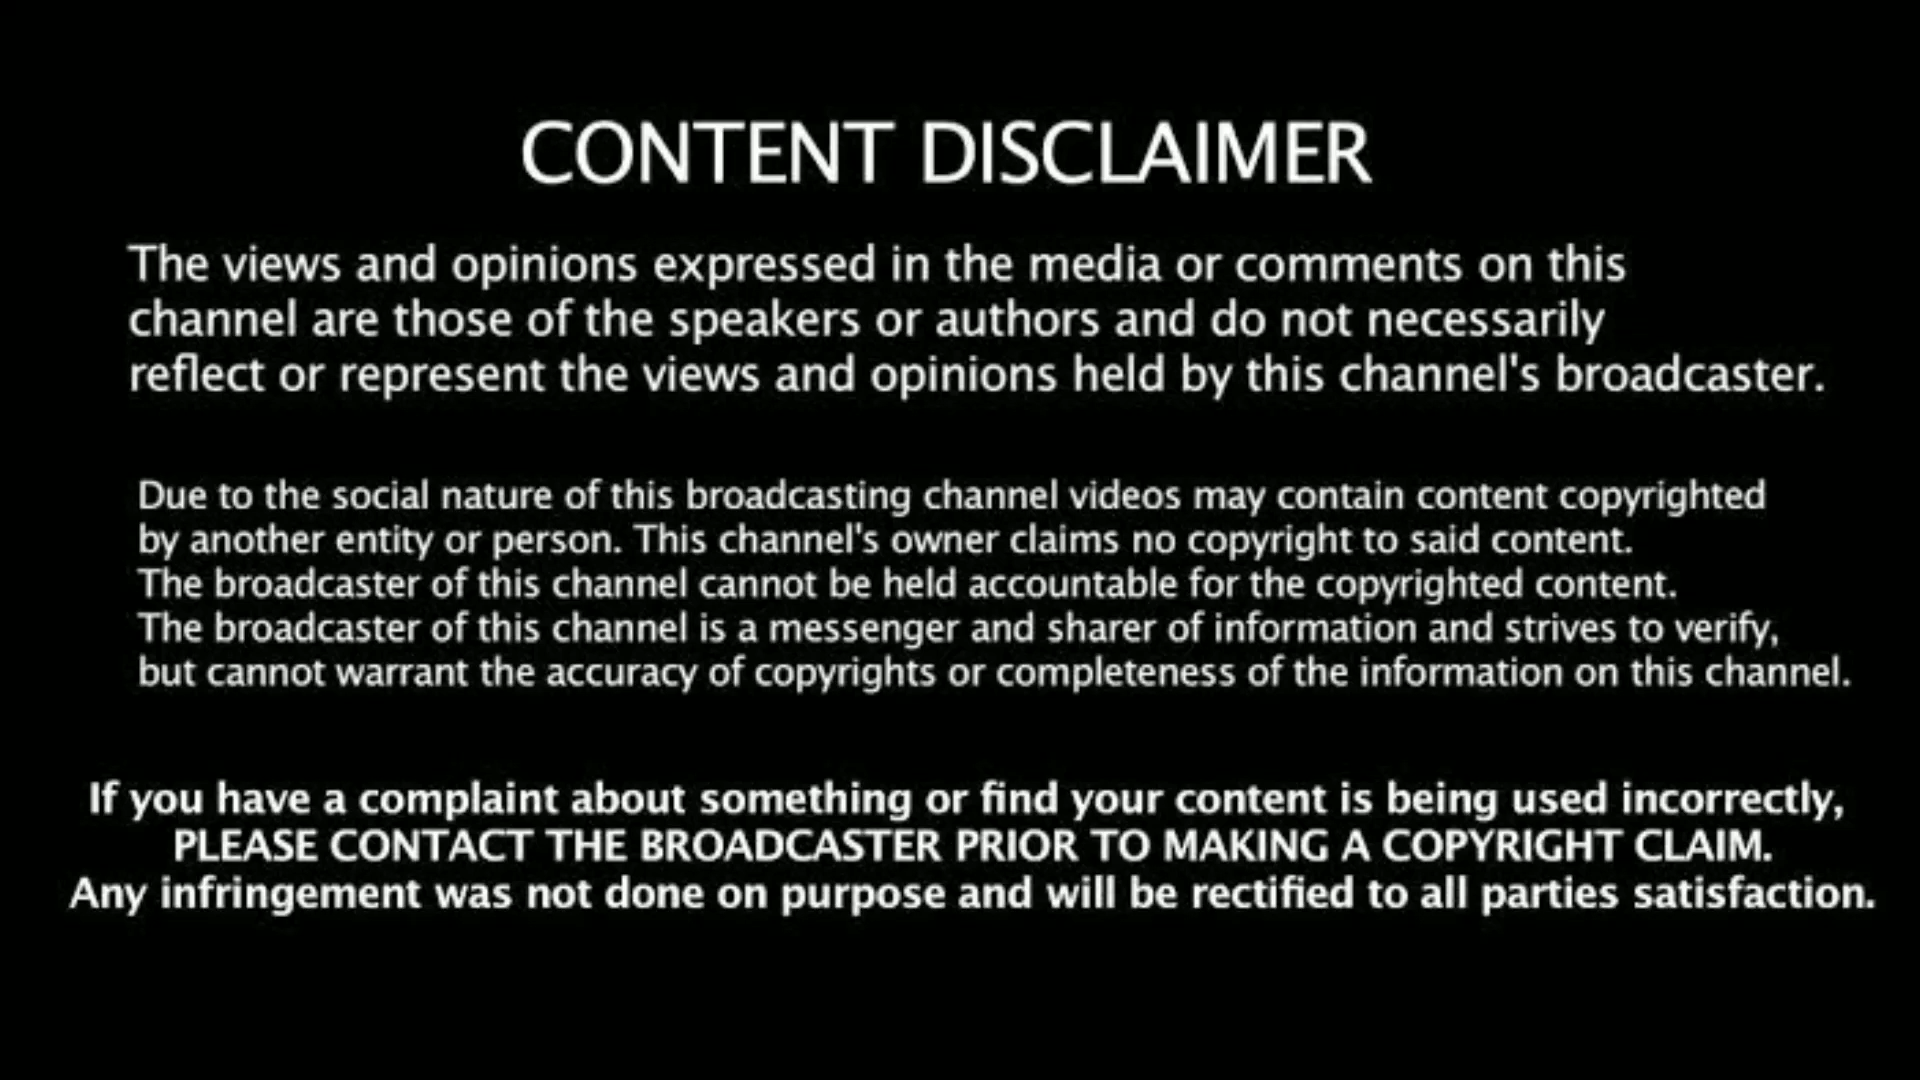 CONTENT DISCLAIMER
The views and opinions expressed in the media or comments on this
channel are those of the speakers or authors and do not necessarily
reflect or represent the views and opinions held by this channel's broadcaster.
Due to the social nature of this broadcasting channel videos may contain content copyrighted
by another entity or person. This channel's owner claims no copyright to said content.
The broadcaster of this channel cannot be held accountable for the copyrighted content.
The broadcaster of this channel is a messenger and sharer of information and strives to verify,
but cannot warrant the accuracy of copyrights or completeness of the information on this channel.
If you have a complaint about something or find your content is being used incorrectly,
PLEASE CONTACT THE BROADCASTER PRIOR TO MAKING A COPYRIGHT CLAIM.
Any infringement was not done on purpose and will be rectified to all parties satisfaction.